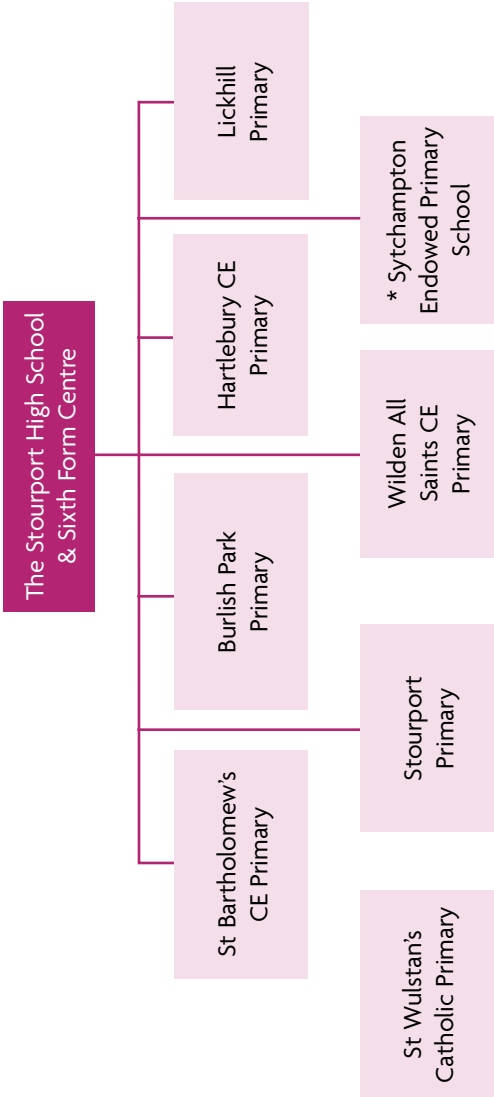 The Stourport High School
& Sixth Form Centre
St Bartholomew's
CE Primary
Burlish Park
Primary
Hartlebury CE
Primary
Lickhill
Primary
St Wulstan's
Catholic Primary
Stourport
Primary
Wilden All
Saints CE
Primary
* Sytchampton
Endowed Primary
School